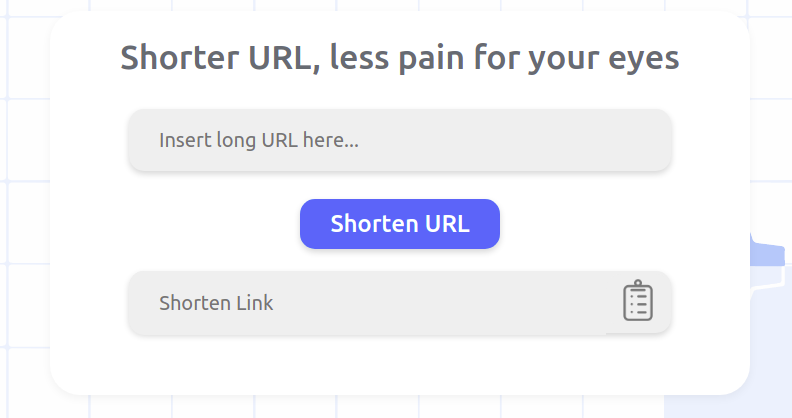 Shorter URL, less pain for your eyes
Insert long URL here...
Shorten URL
Shorten Link